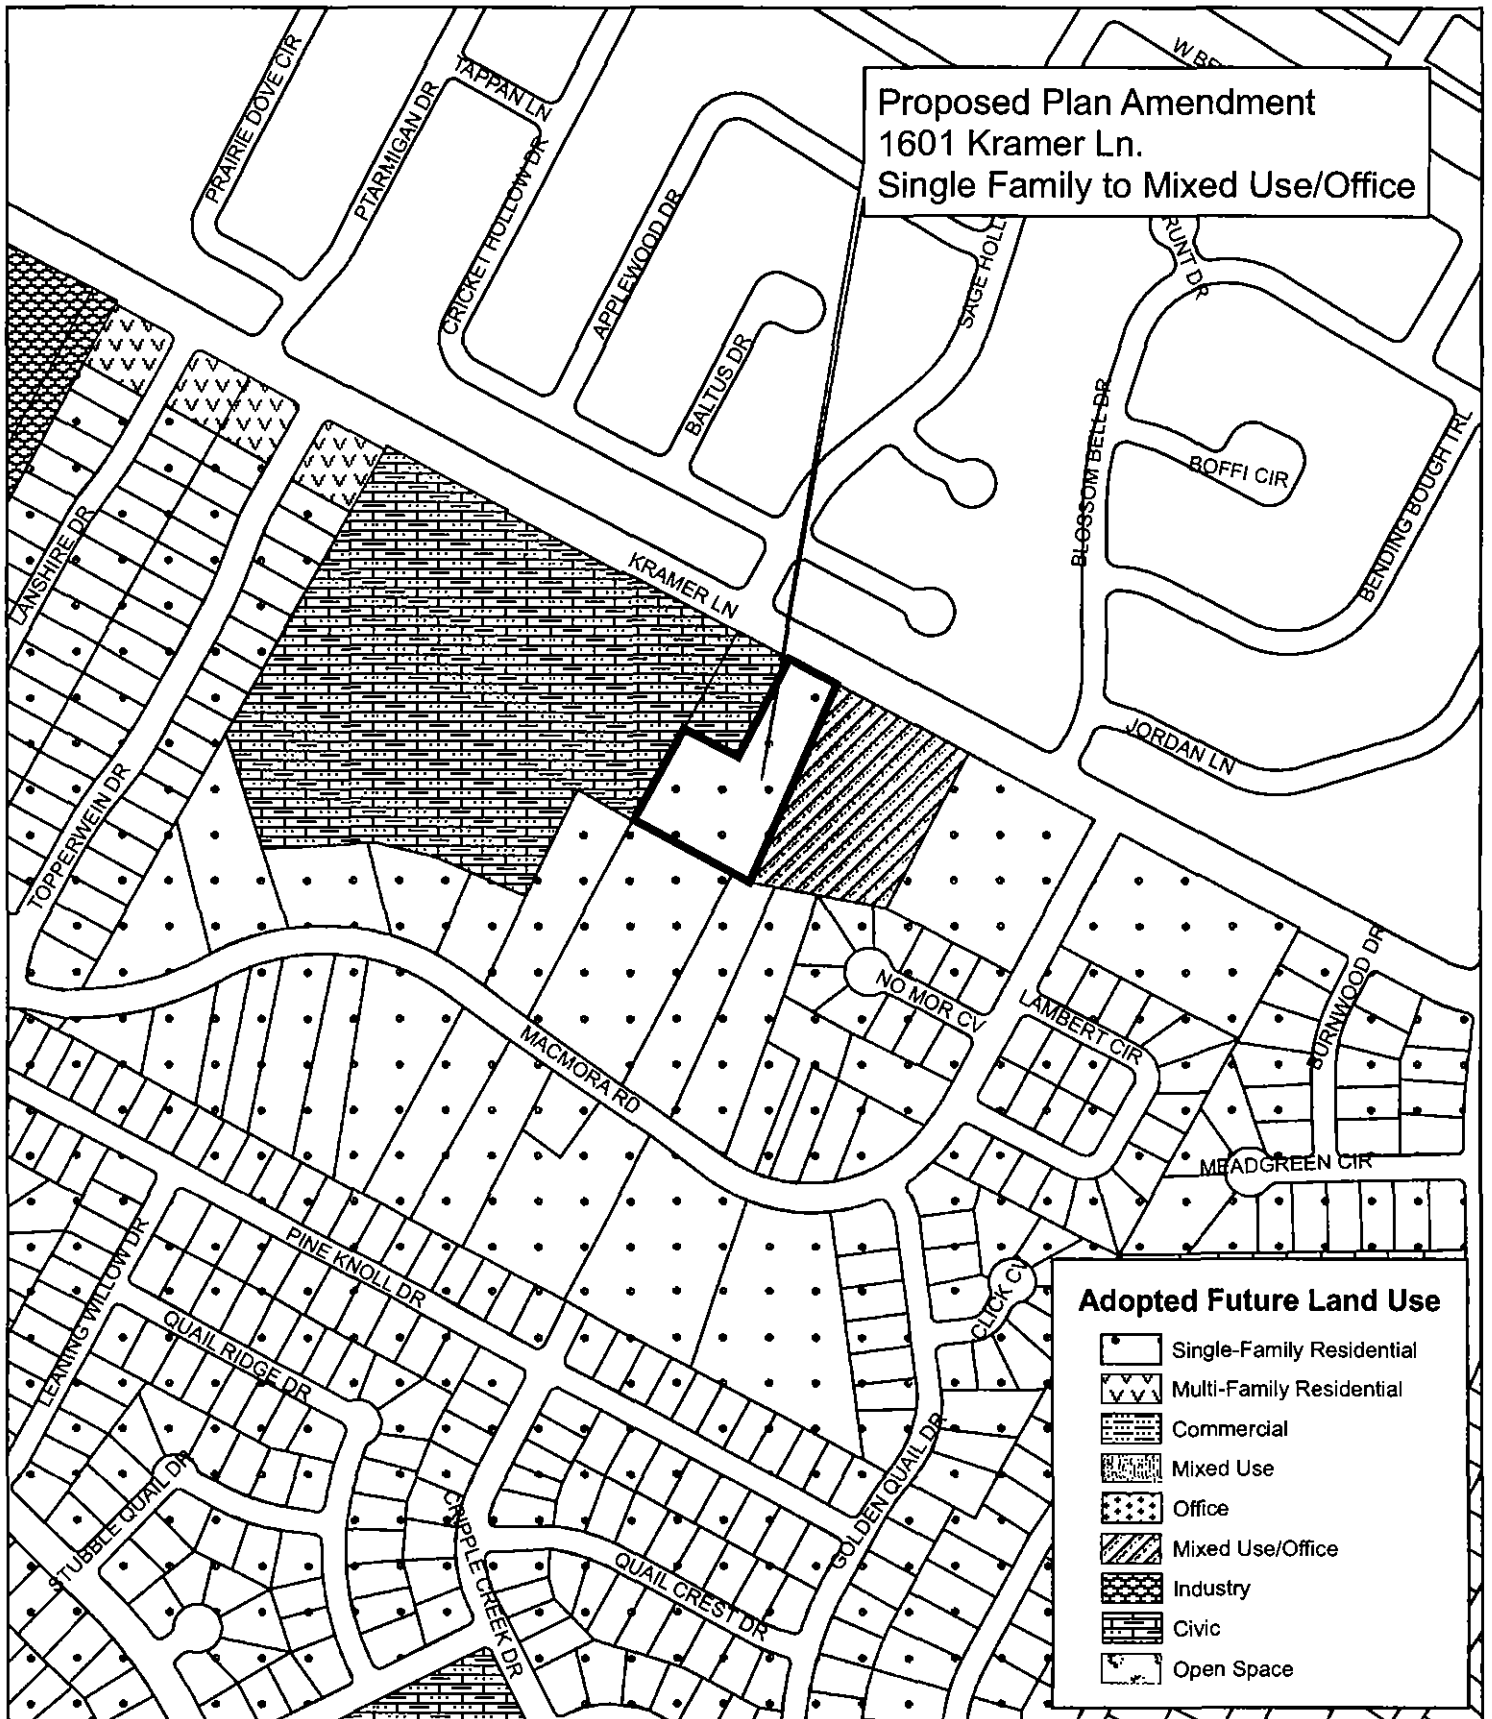 PRAIRIE DOVE CIR
PTARMIGAN DR
TAPPAN LN
CRICKET HOLLOW DR
APPLEWOOD DR
BALTUS DR
W BE
Proposed Plan Amendment
1601 Kramer Ln.
Single Family to Mixed Use/Office
SAGE HOLL
RUNT DR
BLOSSOM BELL DR
BOFFI CIR
BENDING BOUGH TRL
LANSHIRE DR
KRAMER LN
JORDAN LN
TOPPERWEIN DR
NO MOR CV
LAMBERT CIR
BURNWOOD DR
MACMORA RD
MEADGREEN CIR
LEANING WILLOW DR
PINE KNOLL DR
QUAIL RIDGE DR
CLICK CV
STUBBLE QUAIL DR
CRIPPLE CREEK DR
QUAIL CREST DR
GOLDEN QUAIL DR
Adopted Future Land Use
Single-Family Residential
Multi-Family Residential
Commercial
Mixed Use
Office
Mixed Use/Office
Industry
Civic
Open Space